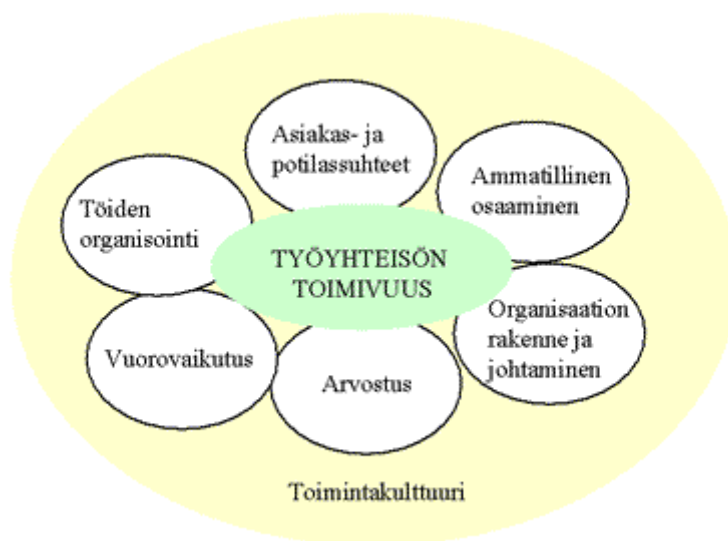 Asiakas- ja
potilassuhteet
Ammatillinen
osaaminen
Töiden
organisointi
TYÖYHTEISÖN
TOIMIVUUS
Organisaation
rakenne ja
johtaminen
Vuorovaikutus
Arvostus
Toimintakulttuuri